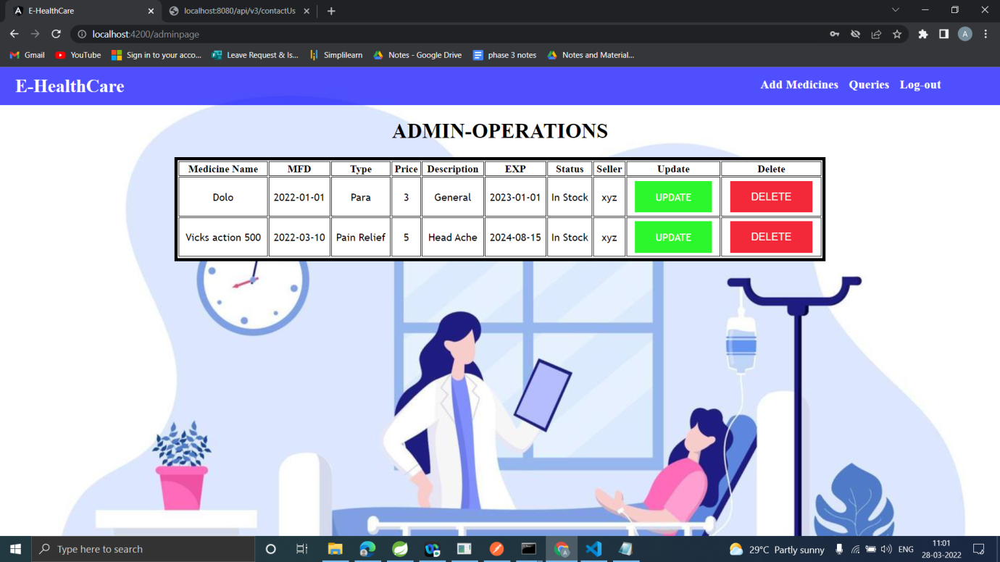 E-HealthCare
localhost:8080/api/v3/contactUs
localhost:4200/adminpage
A
Gmail YouTube Sign in to your acco... Leave Request & Is... Simplilearn Notes - Google Drive phase 3 notes Notes and Material...
E-HealthCare Add Medicines Queries Log-out
ADMIN-OPERATIONS
Medicine Name MFD Type Price Description EXP Status Seller Update Delete
Dolo 2022-01-01 Para 3 General 2023-01-01 In Stock xyz UPDATE DELETE
Vicks action 500 2022-03-10 Pain Relief 5 Head Ache 2024-08-15 In Stock xyz UPDATE DELETE
Type here to search
29°C Partly sunny
ENG
11:01
28-03-2022